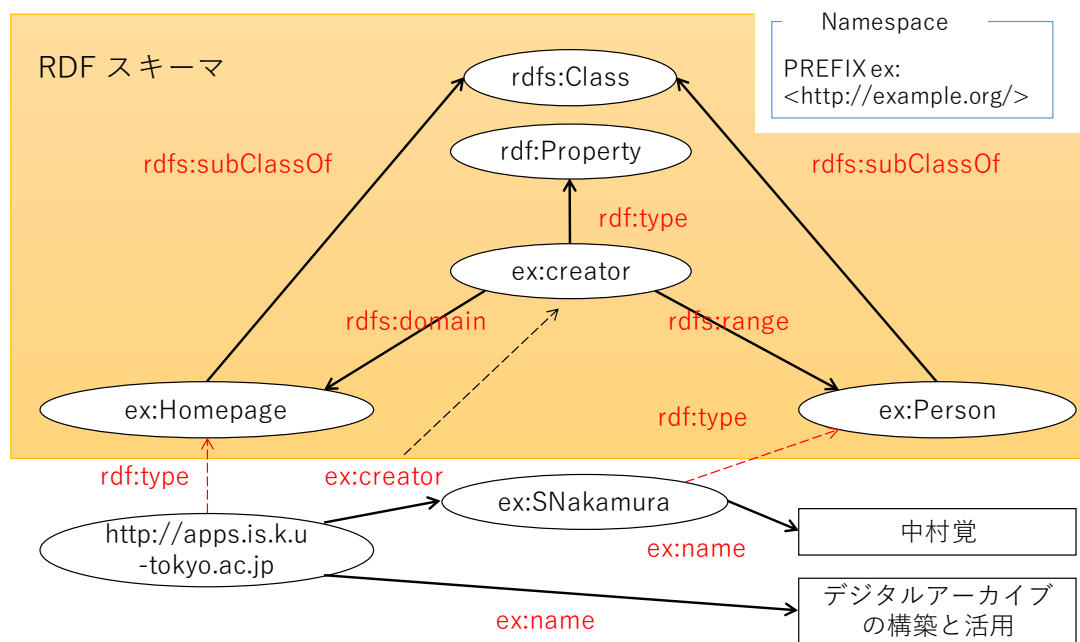 Namespace
PREFIX ex:
<http://example.org/>
RDF スキーマ
rdfs:Class
rdf:Property
rdfs:subClassOf
rdfs:subClassOf
rdf:type
ex:creator
rdfs:domain
rdfs:range
ex:Homepage
ex:Person
rdf:type
rdf:type
ex:creator
ex:SNakamura
http://apps.is.k.u
-tokyo.ac.jp
ex:name
中村覚
デジタルアーカイブ
の構築と活用
ex:name